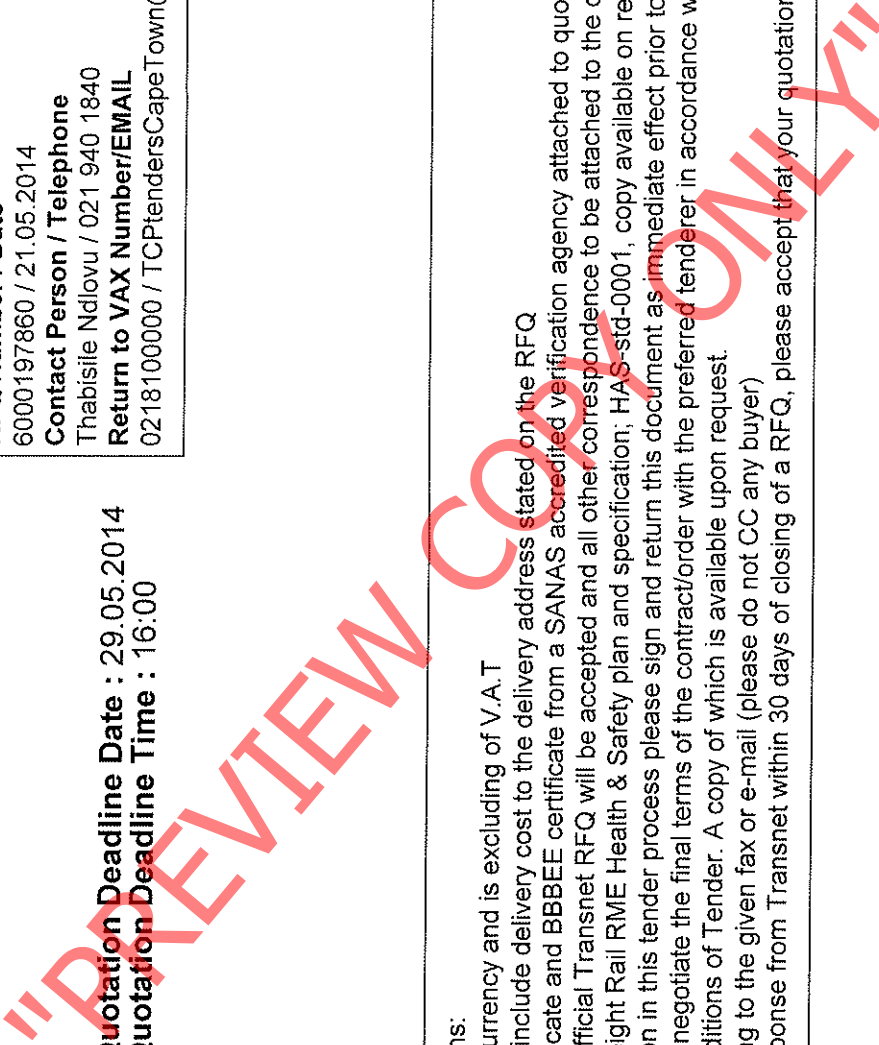 6000197860 / 21.05.2014
Contact Person / Telephone
Thabisile Ndlovu / 021 940 1840
Return to VAX Number/EMAIL
0218100000 / TCPtendersCapeTown
uotation Deadline Date : 29.05.2014
uotation Deadline Time : 16:00
ns:
urrency and is excluding of V.A.T
include delivery cost to the delivery address stated on the RFQ
cate and BBBEE certificate from a SANAS accredited verification agency attached to quo
fficial Transnet RFQ will be accepted and all other correspondence to be attached to the
ight Rail RME Health & Safety plan and specification; HAS-std-0001, copy available on re
on in this tender process please sign and return this document as immediate effect prior to
negotiate the final terms of the contract/order with the preferred tenderer in accordance w
ditions of Tender. A copy of which is available upon request.
g to the given fax or e-mail (please do not CC any buyer)
ponse from Transnet within 30 days of closing of a RFQ, please accept that your quotation
"PREVIEW COPY ONLY"